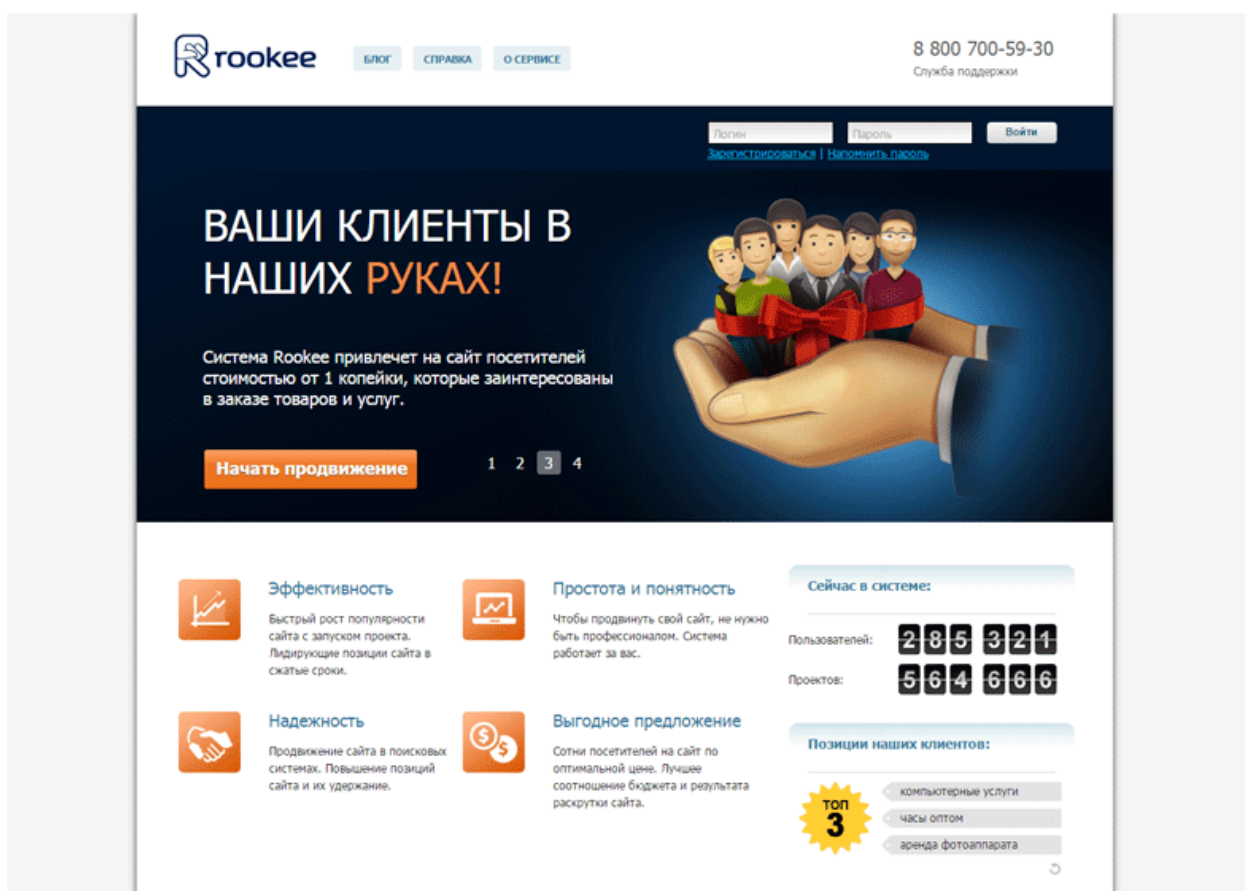 rookee
БЛОГ
СПРАВКА
О СЕРВИСЕ
8 800 700-59-30
Служба поддержки
Логин
Пароль
Войти
Зарегистрироваться | Напомнить пароль
ВАШИ КЛИЕНТЫ В
НАШИХ РУКАХ!
Система Rookee привлечет на сайт посетителей
стоимостью от 1 копейки, которые заинтересованы
в заказе товаров и услуг.
Начать продвижение
1 2 3 4
Эффективность
Быстрый рост популярности
сайта с запуском проекта.
Лидирующие позиции сайта в
сжатые сроки.
Простота и понятность
Чтобы продвинуть свой сайт, не нужно
быть профессионалом. Система
работает за вас.
Надежность
Продвижение сайта в поисковых
системах. Повышение позиций
сайта и их удержание.
Выгодное предложение
Сотни посетителей на сайт по
оптимальной цене. Лучшее
соотношение бюджета и результата
раскрутки сайта.
Сейчас в системе:
Пользователей: 285 321
Проектов: 564 666
Позиции наших клиентов:
ТОП
3
компьютерные услуги
часы оптом
аренда фотоаппарата